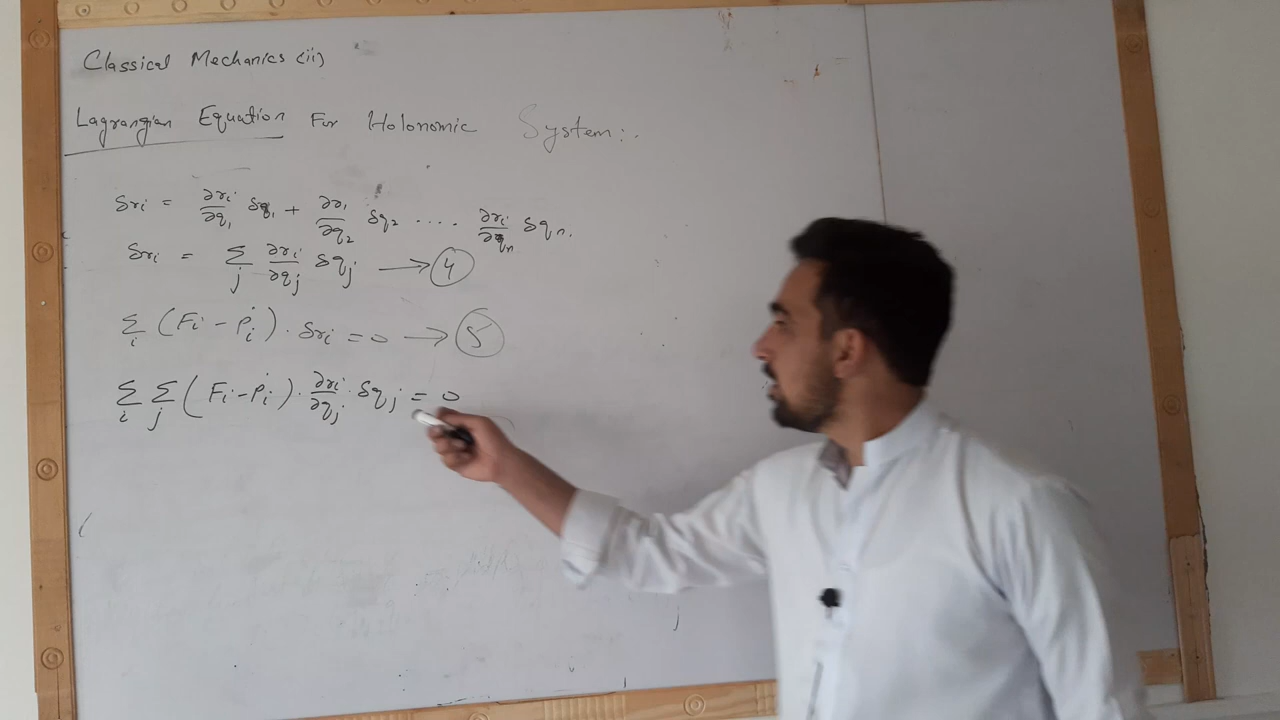 Classical Mechanics (ii)
Lagrangian Equation For Holonomic System:.
δri = ∂ri/∂q1 δq1 + ∂r1/∂q2 δq2 .... ∂ri/∂qn δqn.
δri = Σj ∂ri/∂qj δqj → (4)
Σi (Fi - Ṗi) · δri = 0 → (5)
Σi Σj (Fi - Ṗi) · ∂ri/∂qj · δqj = 0